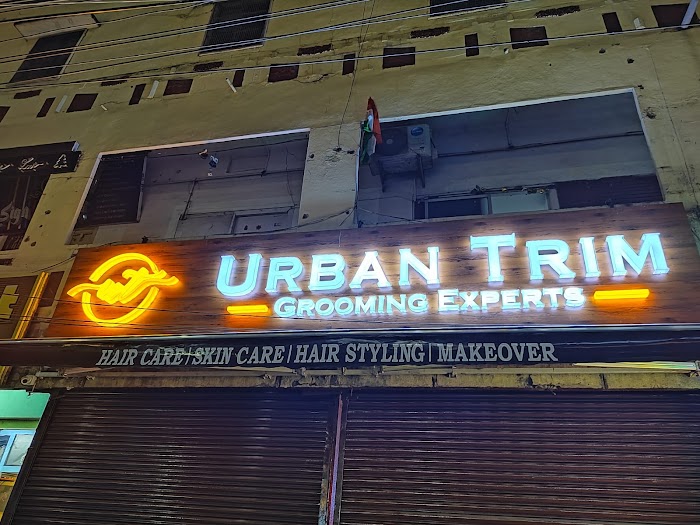 URBAN TRIM
GROOMING EXPERTS
HAIR CARE | SKIN CARE | HAIR STYLING | MAKEOVER